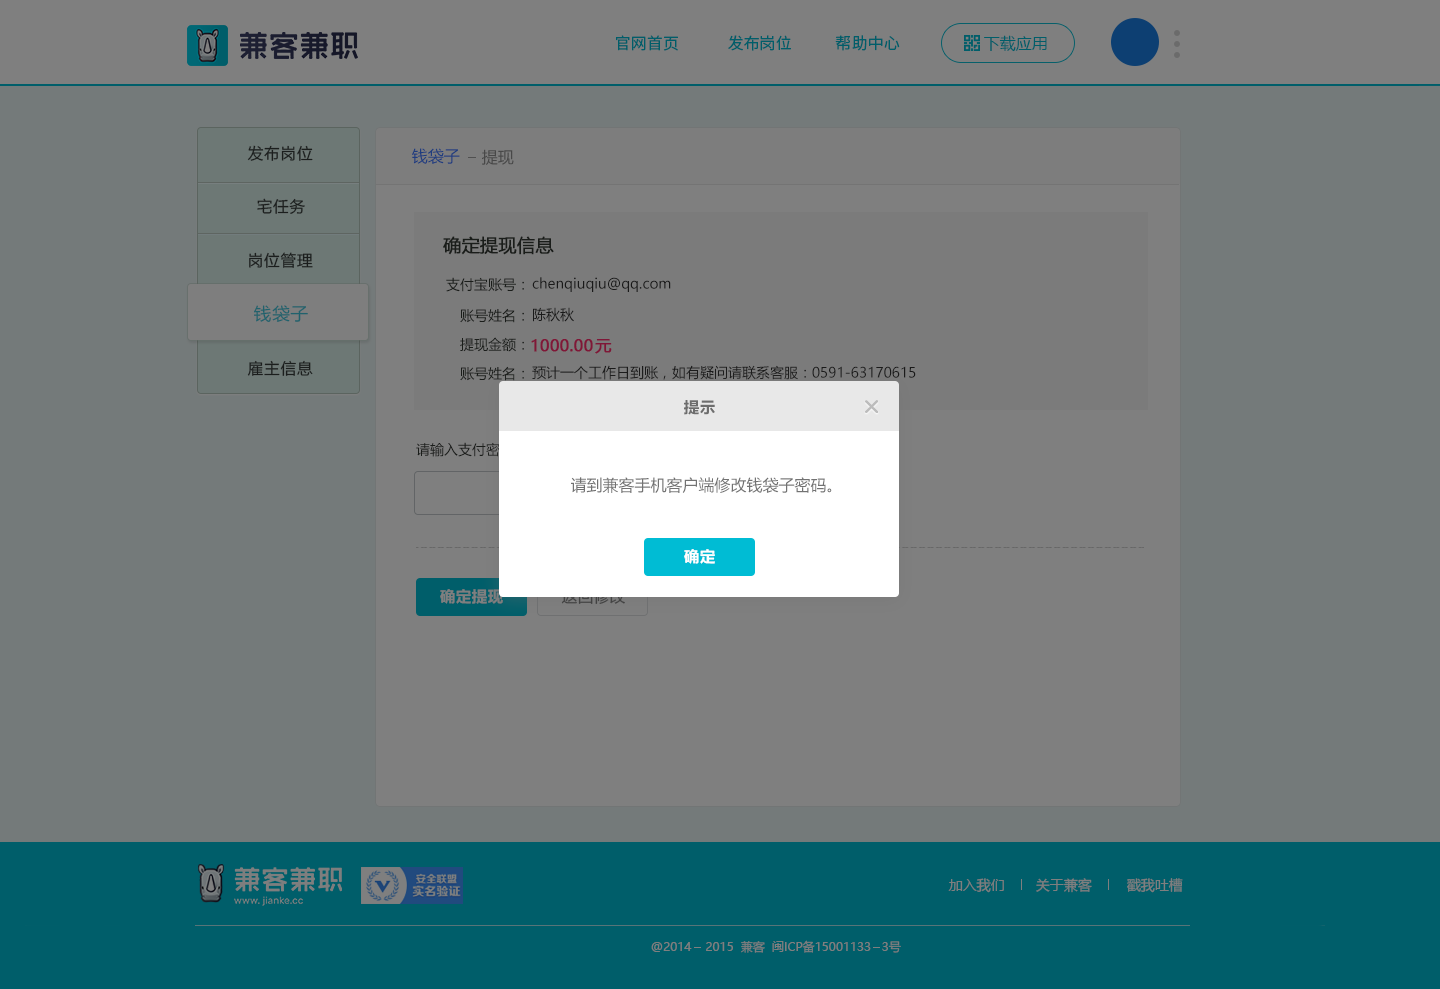 兼客兼职
官网首页 发布岗位 帮助中心 下载应用
发布岗位
宅任务
岗位管理
钱袋子
雇主信息
钱袋子 – 提现
确定提现信息
支付宝账号： chenqiuqiu@qq.com
账号姓名： 陈秋秋
提现金额： 1000.00元
账号姓名： 预计一个工作日到账，如有疑问请联系客服：0591-63170615
请输入支付密
提示
请到兼客手机客户端修改钱袋子密码。
确定
确定提现 返回修改
兼客兼职
www.jianke.cc
安全联盟
实名验证
加入我们 | 关于兼客 | 戳我吐槽
@2014 – 2015 兼客 闽ICP备15001133–3号